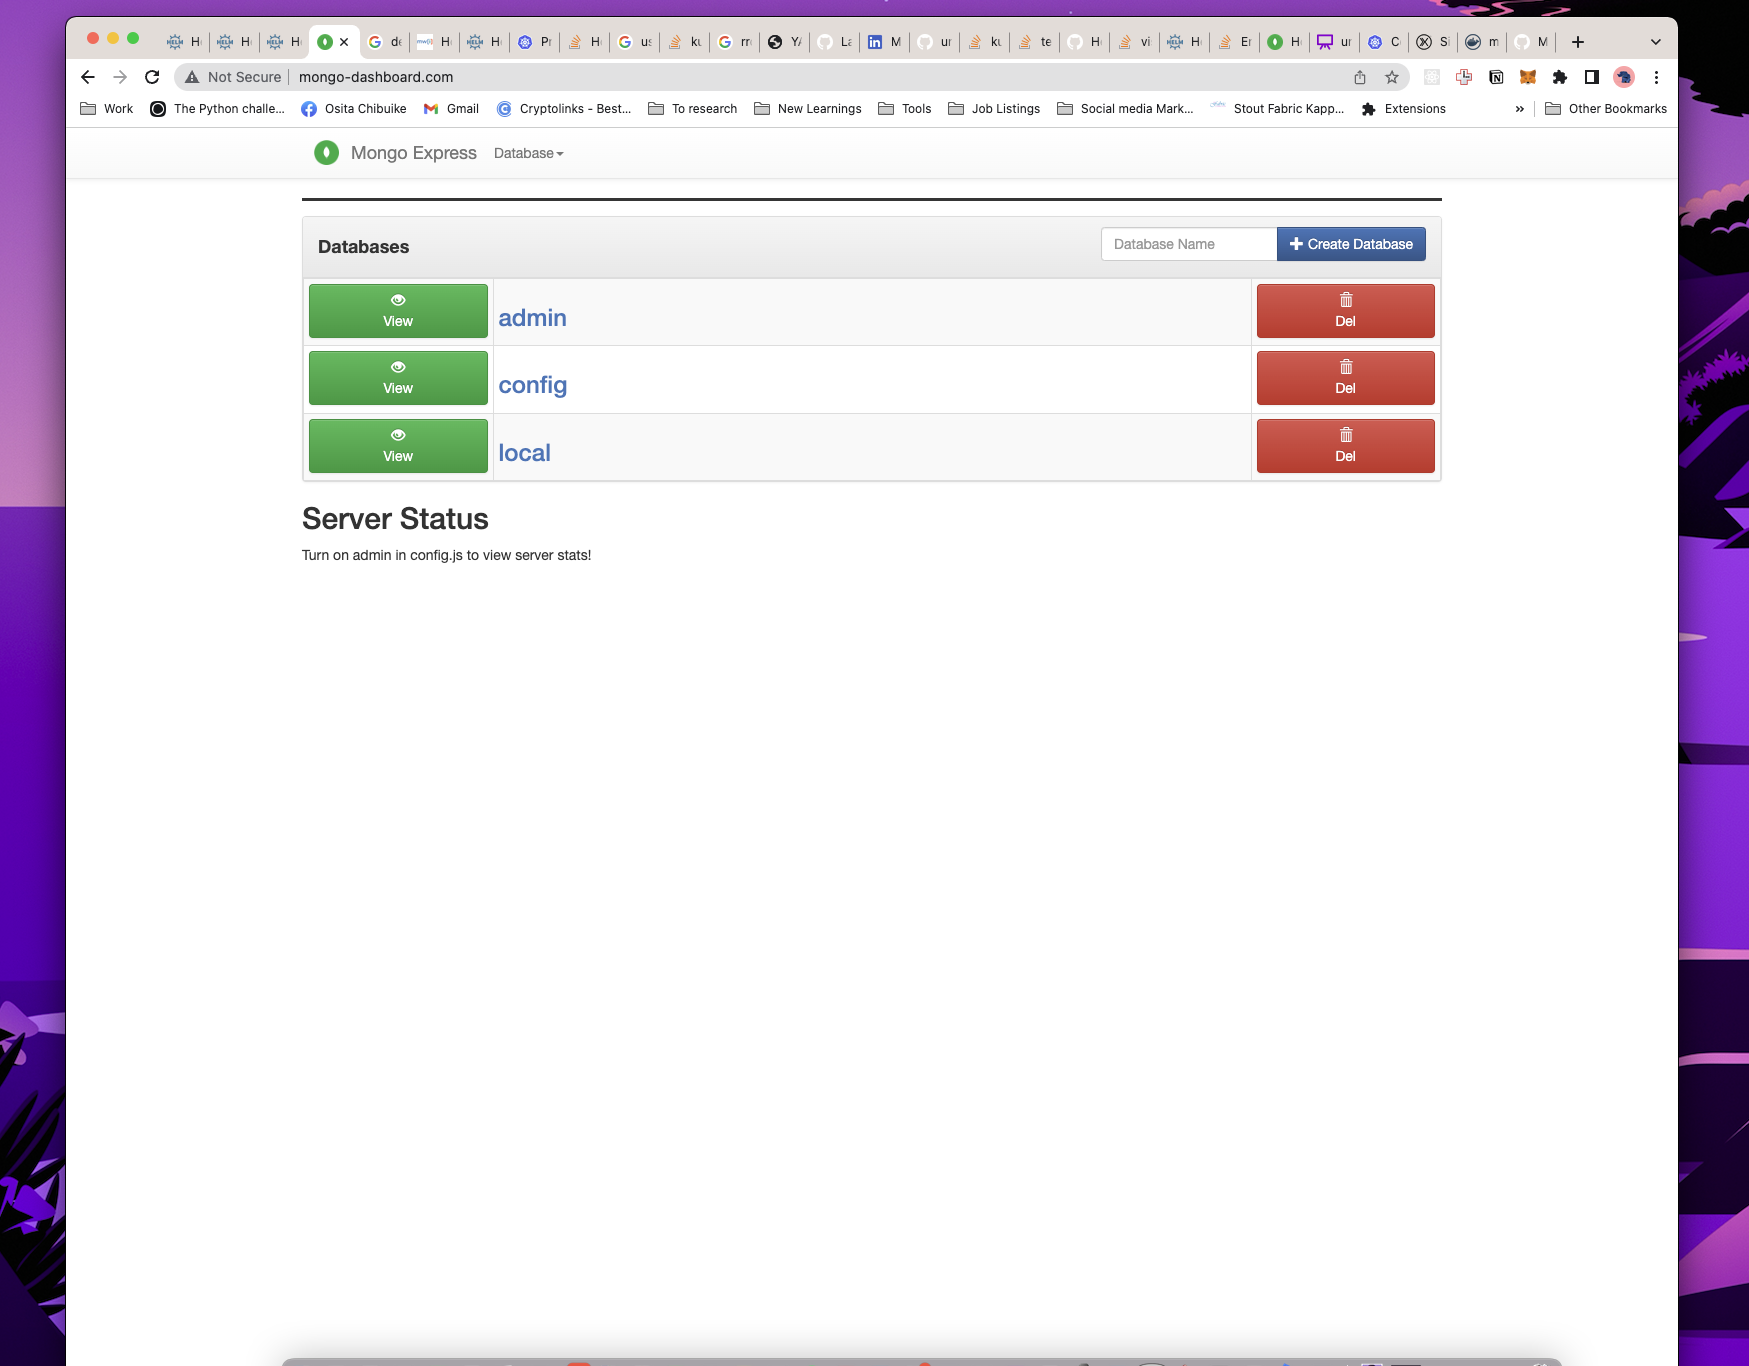 H H H de H H Pr H us ku rr Y/ La M ur ku te H vi H Er H ur C Si m M
Not Secure mongo-dashboard.com
Work The Python challe... Osita Chibuike Gmail Cryptolinks - Best... To research New Learnings Tools Job Listings Social media Mark... Stout Fabric Kapp... Extensions » Other Bookmarks
Mongo Express Database
Databases Database Name Create Database
View admin Del
View config Del
View local Del
Server Status
Turn on admin in config.js to view server stats!